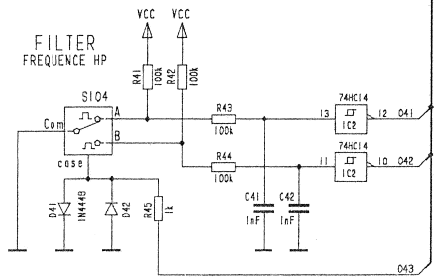 VCC VCC
FILTER
FREQUENCE HP
R41 100k R42 100k
SIO4
A
Com
B
case
R43
100k
74HC14
13 12 041
IC2
R44
100k
74HC14
11 10 042
IC2
D41 1N4448 D42
R45 1k
C41 C42
1nF 1nF
043